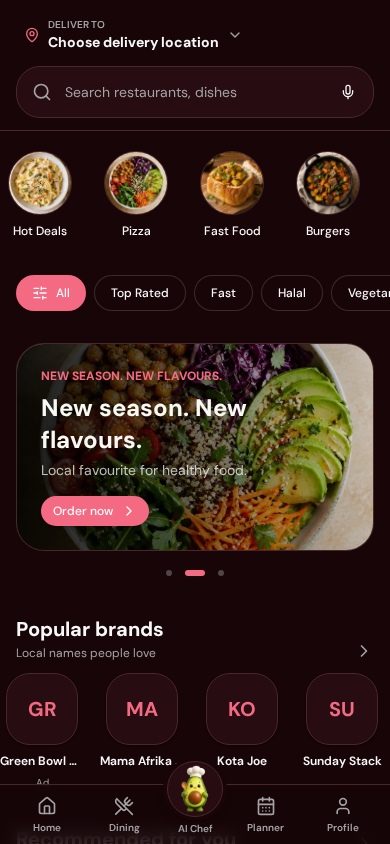 DELIVER TO
Choose delivery location
Search restaurants, dishes
Hot Deals
Pizza
Fast Food
Burgers
All
Top Rated
Fast
Halal
Vegetar
NEW SEASON. NEW FLAVOURS.
New season. New
flavours.
Local favourite for healthy food.
Order now
Popular brands
Local names people love
GR
MA
KO
SU
Green Bowl ...
Mama Afrika
Kota Joe
Sunday Stack
Ad
Home
Dining
AI Chef
Planner
Profile
Recommended for you